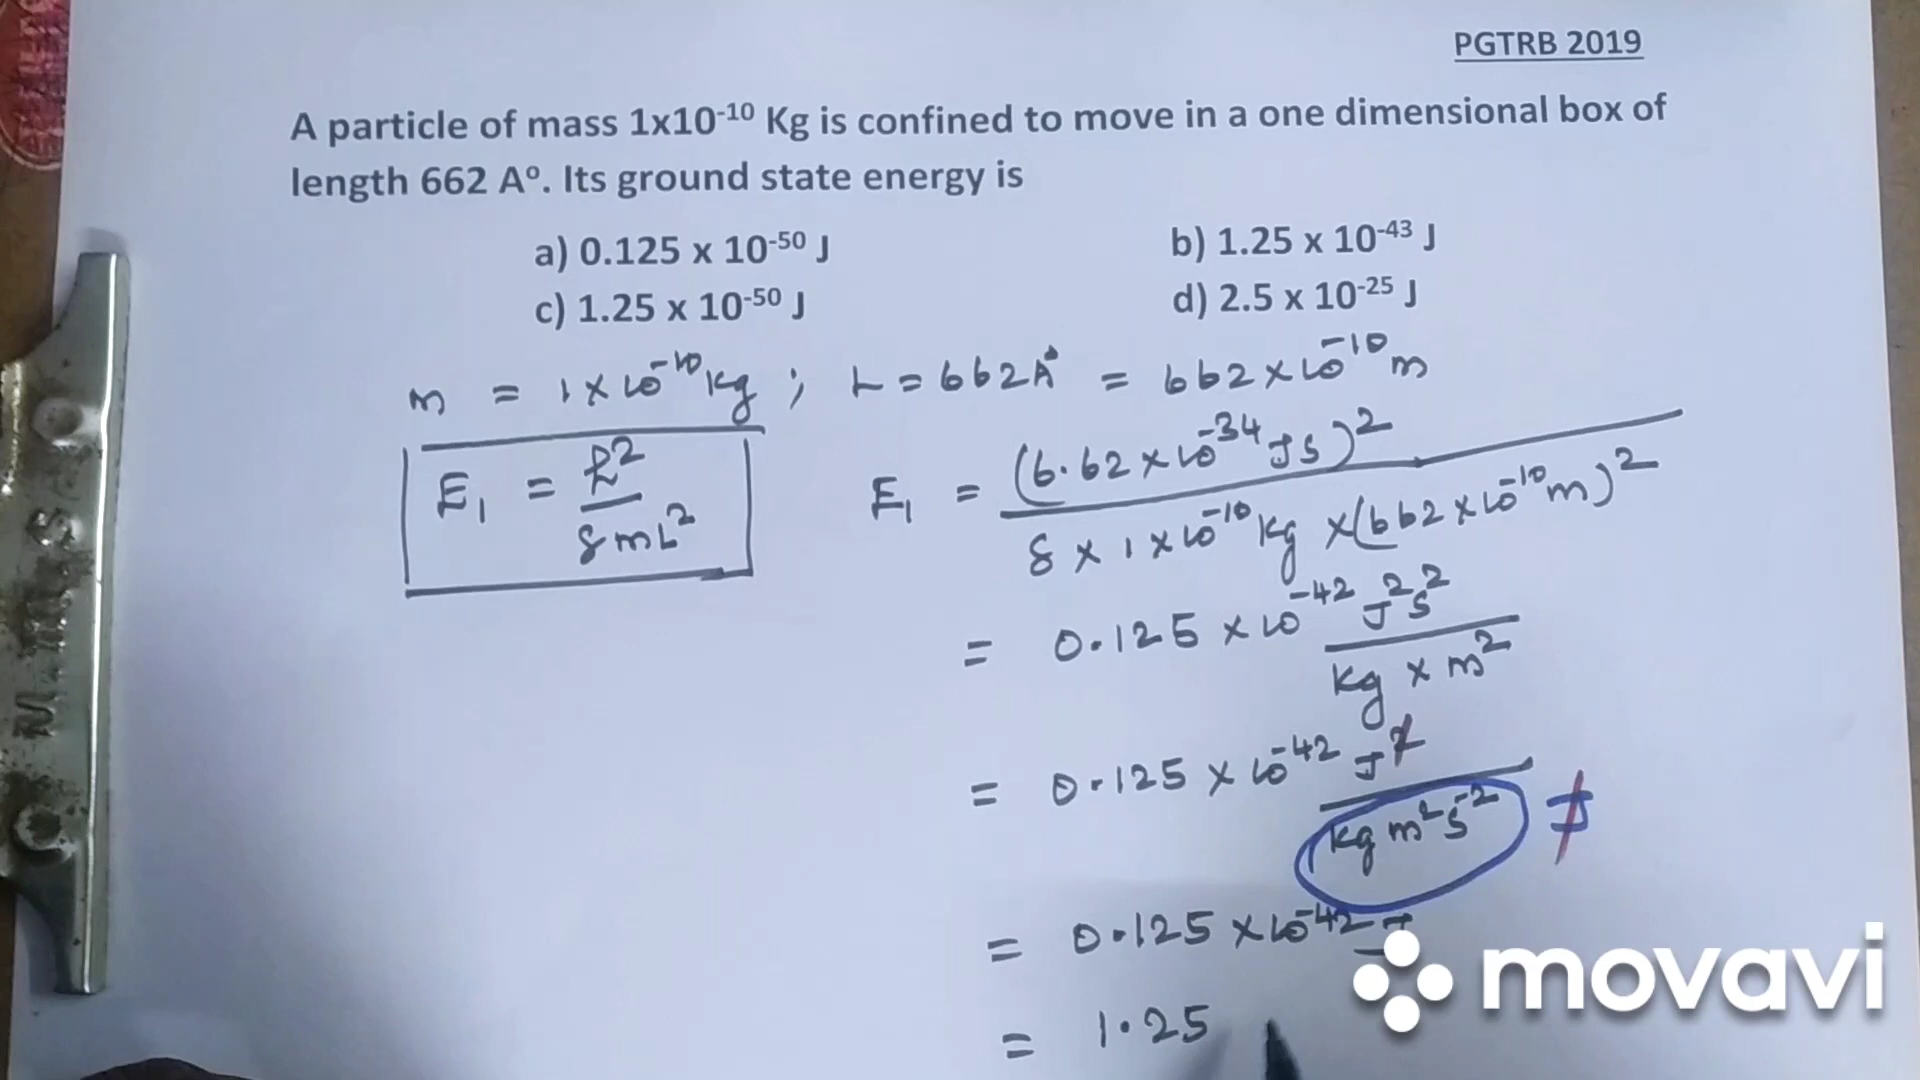 PGTRB 2019
A particle of mass 1x10⁻¹⁰ Kg is confined to move in a one dimensional box of
length 662 Aᵒ. Its ground state energy is
a) 0.125 x 10⁻⁵⁰ J b) 1.25 x 10⁻⁴³ J
c) 1.25 x 10⁻⁵⁰ J d) 2.5 x 10⁻²⁵ J
m = 1 × 10⁻¹⁰ kg ; L = 662 A° = 662 × 10⁻¹⁰ m
E₁ = h² / 8mL²
E₁ = (6.62 × 10⁻³⁴ Js)² / 8 × 1 × 10⁻¹⁰ kg × (662 × 10⁻¹⁰ m)²
= 0.125 × 10⁻⁴² J²s² / kg × m²
= 0.125 × 10⁻⁴² J² / kg m² s⁻² J
= 0.125 × 10⁻⁴² J
= 1.25
movavi